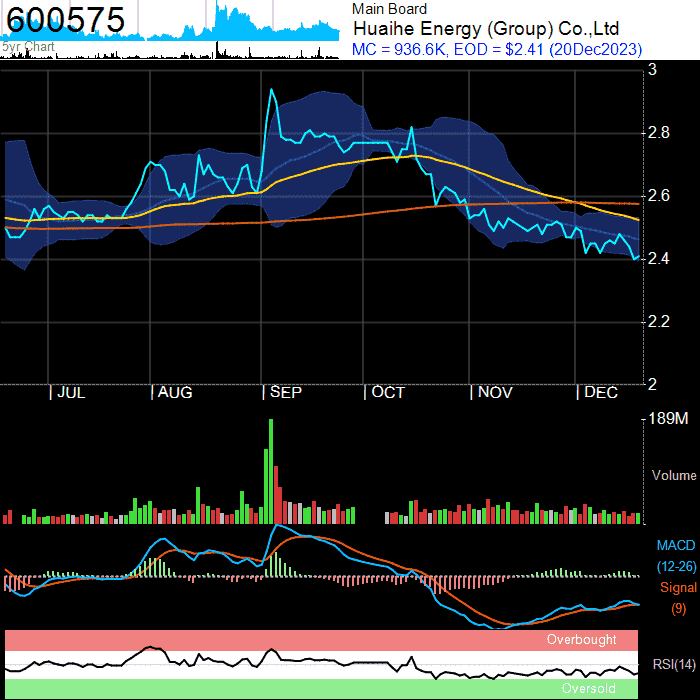 600575
5yr Chart
Main Board
Huaihe Energy (Group) Co.,Ltd
MC = 936.6K, EOD = $2.41 (20Dec2023)
3
2.8
2.6
2.4
2.2
2
| JUL | AUG | SEP | OCT | NOV | DEC
189M
Volume
MACD
(12-26)
Signal
(9)
Overbought
RSI(14)
Oversold